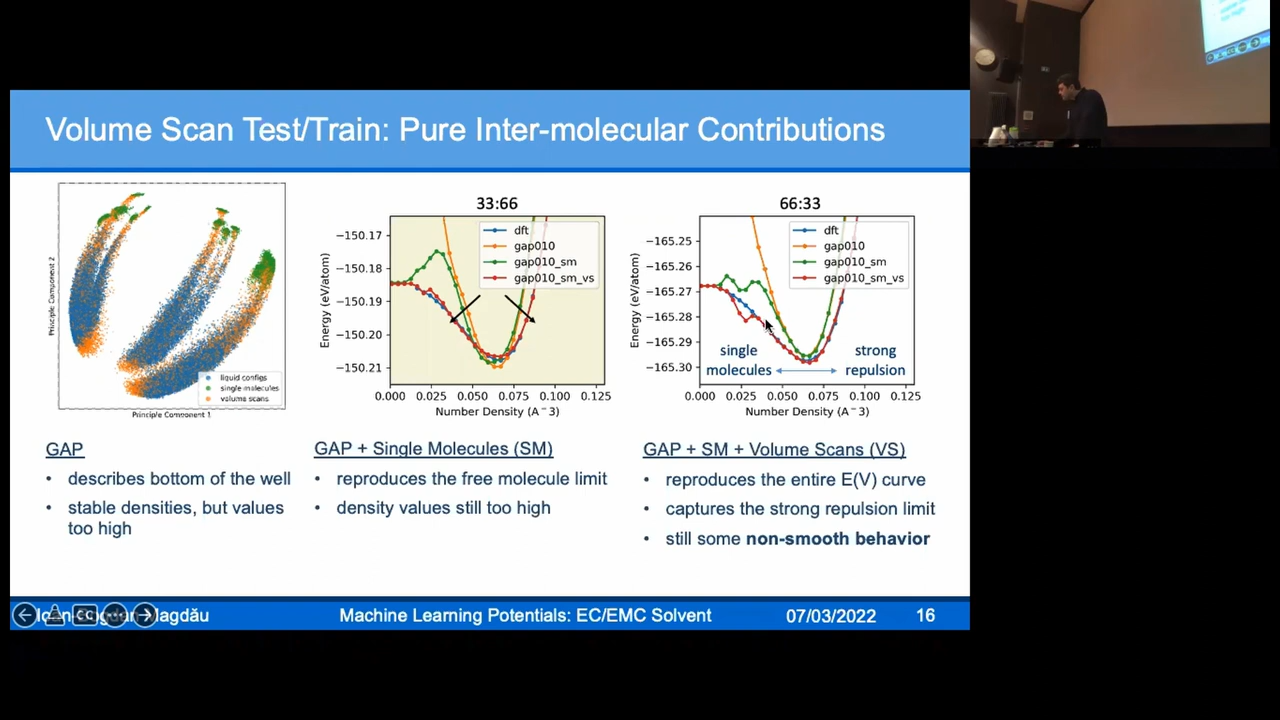 Volume Scan Test/Train: Pure Inter-molecular Contributions
Principle Component 2
liquid configs
single molecules
volume scans
Principle Component 1
33:66
dft
gap010
gap010_sm
gap010_sm_vs
−150.17
−150.18
−150.19
−150.20
−150.21
Energy (eV/atom)
0.000 0.025 0.050 0.075 0.100 0.125
Number Density (A^-3)
66:33
dft
gap010
gap010_sm
gap010_sm_vs
−165.25
−165.26
−165.27
−165.28
−165.29
−165.30
Energy (eV/atom)
single
molecules
strong
repulsion
0.000 0.025 0.050 0.075 0.100 0.125
Number Density (A^-3)
GAP
• describes bottom of the well
• stable densities, but values
too high
GAP + Single Molecules (SM)
• reproduces the free molecule limit
• density values still too high
GAP + SM + Volume Scans (VS)
• reproduces the entire E(V) curve
• captures the strong repulsion limit
• still some non-smooth behavior
Machine Learning Potentials: EC/EMC Solvent
07/03/2022
16
too high